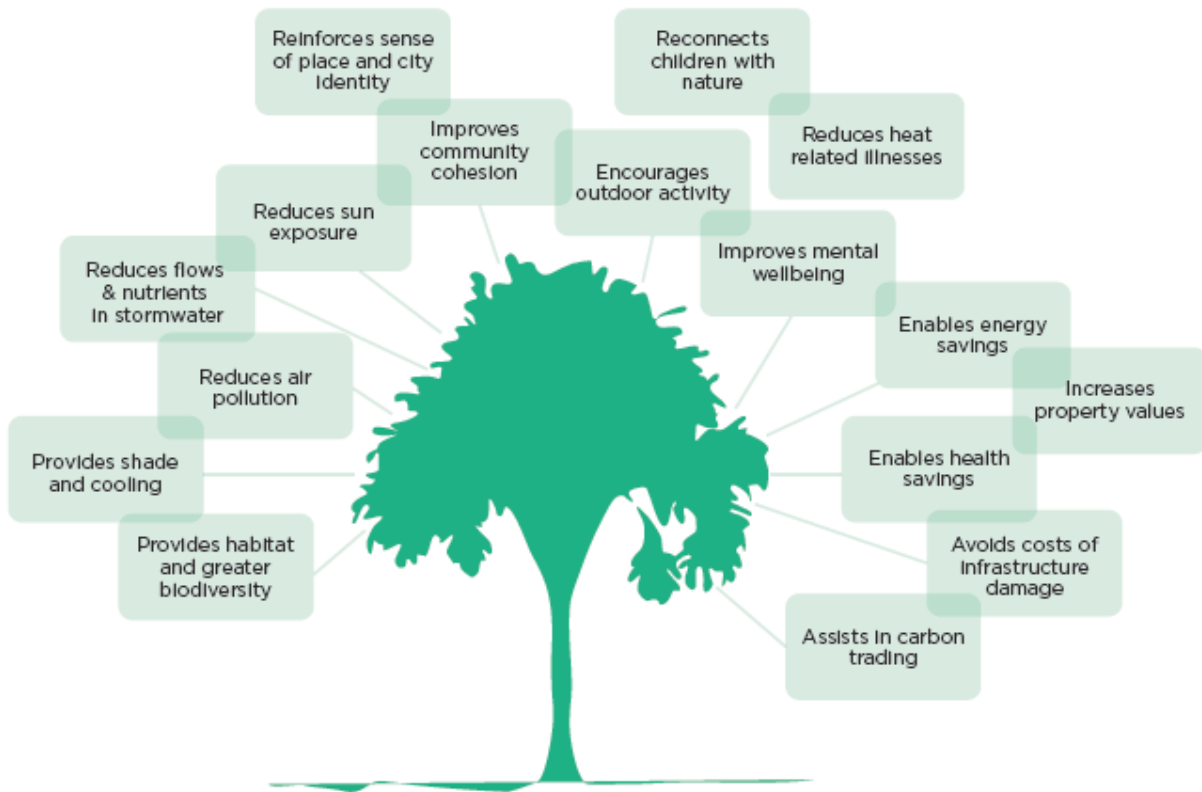 Reinforces sense
of place and city
identity
Reconnects
children with
nature
Improves
community
cohesion
Reduces heat
related illnesses
Encourages
outdoor activity
Reduces sun
exposure
Improves mental
wellbeing
Reduces flows
& nutrients
in stormwater
Enables energy
savings
Reduces air
pollution
Increases
property values
Provides shade
and cooling
Enables health
savings
Provides habitat
and greater
biodiversity
Avoids costs of
infrastructure
damage
Assists in carbon
trading